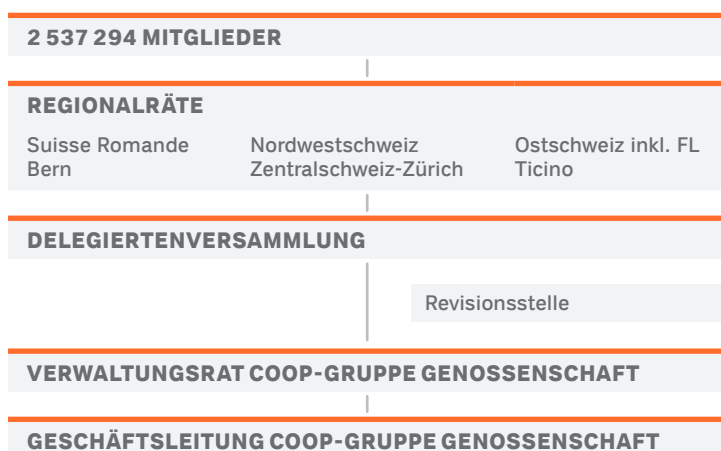 2 537 294 MITGLIEDER
REGIONALRÄTE
Suisse Romande Nordwestschweiz Ostschweiz inkl. FL
Bern Zentralschweiz-Zürich Ticino
DELEGIERTENVERSAMMLUNG
Revisionsstelle
VERWALTUNGSRAT COOP-GRUPPE GENOSSENSCHAFT
GESCHÄFTSLEITUNG COOP-GRUPPE GENOSSENSCHAFT